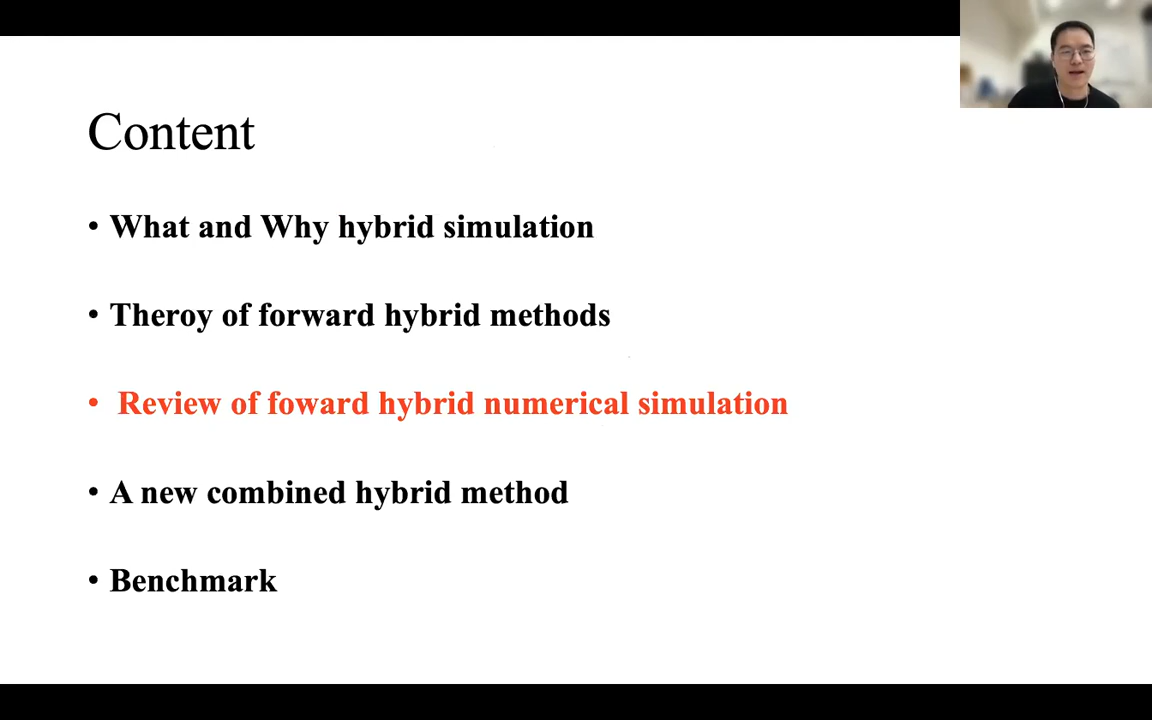 Content
• What and Why hybrid simulation
• Theroy of forward hybrid methods
• Review of foward hybrid numerical simulation
• A new combined hybrid method
• Benchmark